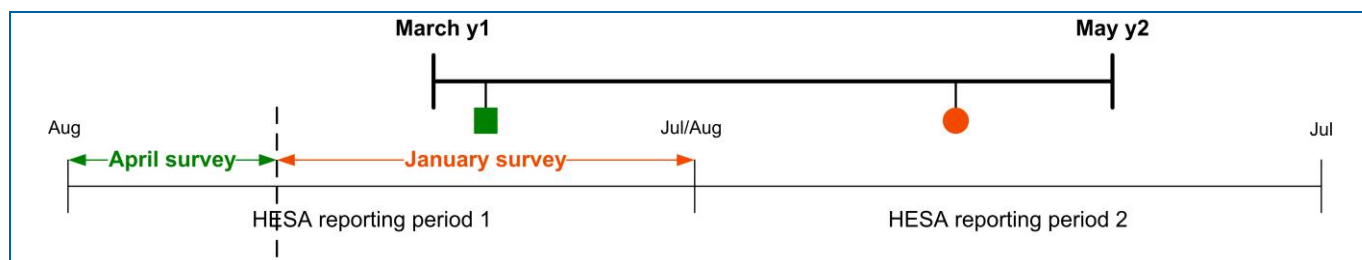 March y1
May y2
Aug
Jul/Aug
Jul
April survey
January survey
HESA reporting period 1
HESA reporting period 2